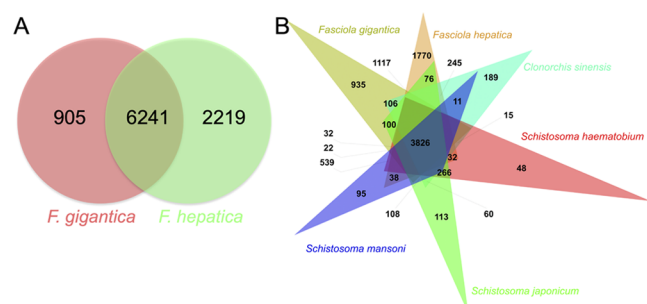 A
905 6241 2219
F. gigantica F. hepatica
B
Fasciola gigantica Fasciola hepatica
1117 1770 245 Clonorchis sinensis
935 76 189
106 11
100 15
32 3826 Schistosoma haematobium
22 32
539 38 266 48
95
108 113 60
Schistosoma mansoni
Schistosoma japonicum